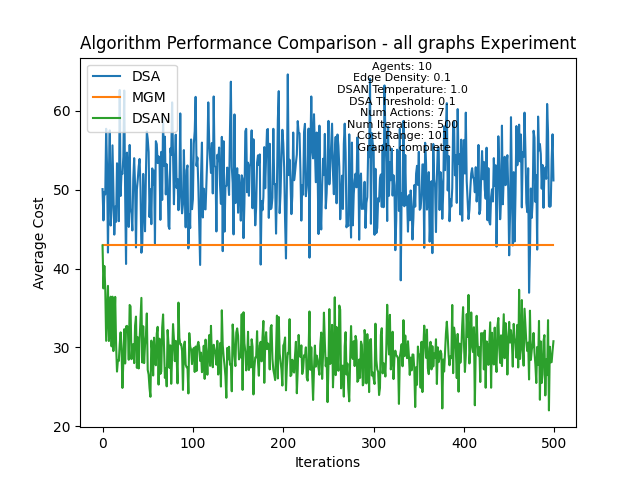 Algorithm Performance Comparison - all graphs Experiment
DSA
MGM
DSAN
Agents: 10
Edge Density: 0.1
DSAN Temperature: 1.0
DSA Threshold: 0.1
Num Actions: 7
Num Iterations: 500
Cost Range: 101
Graph: complete
Average Cost
60
50
40
30
20
0
100
200
300
400
500
Iterations